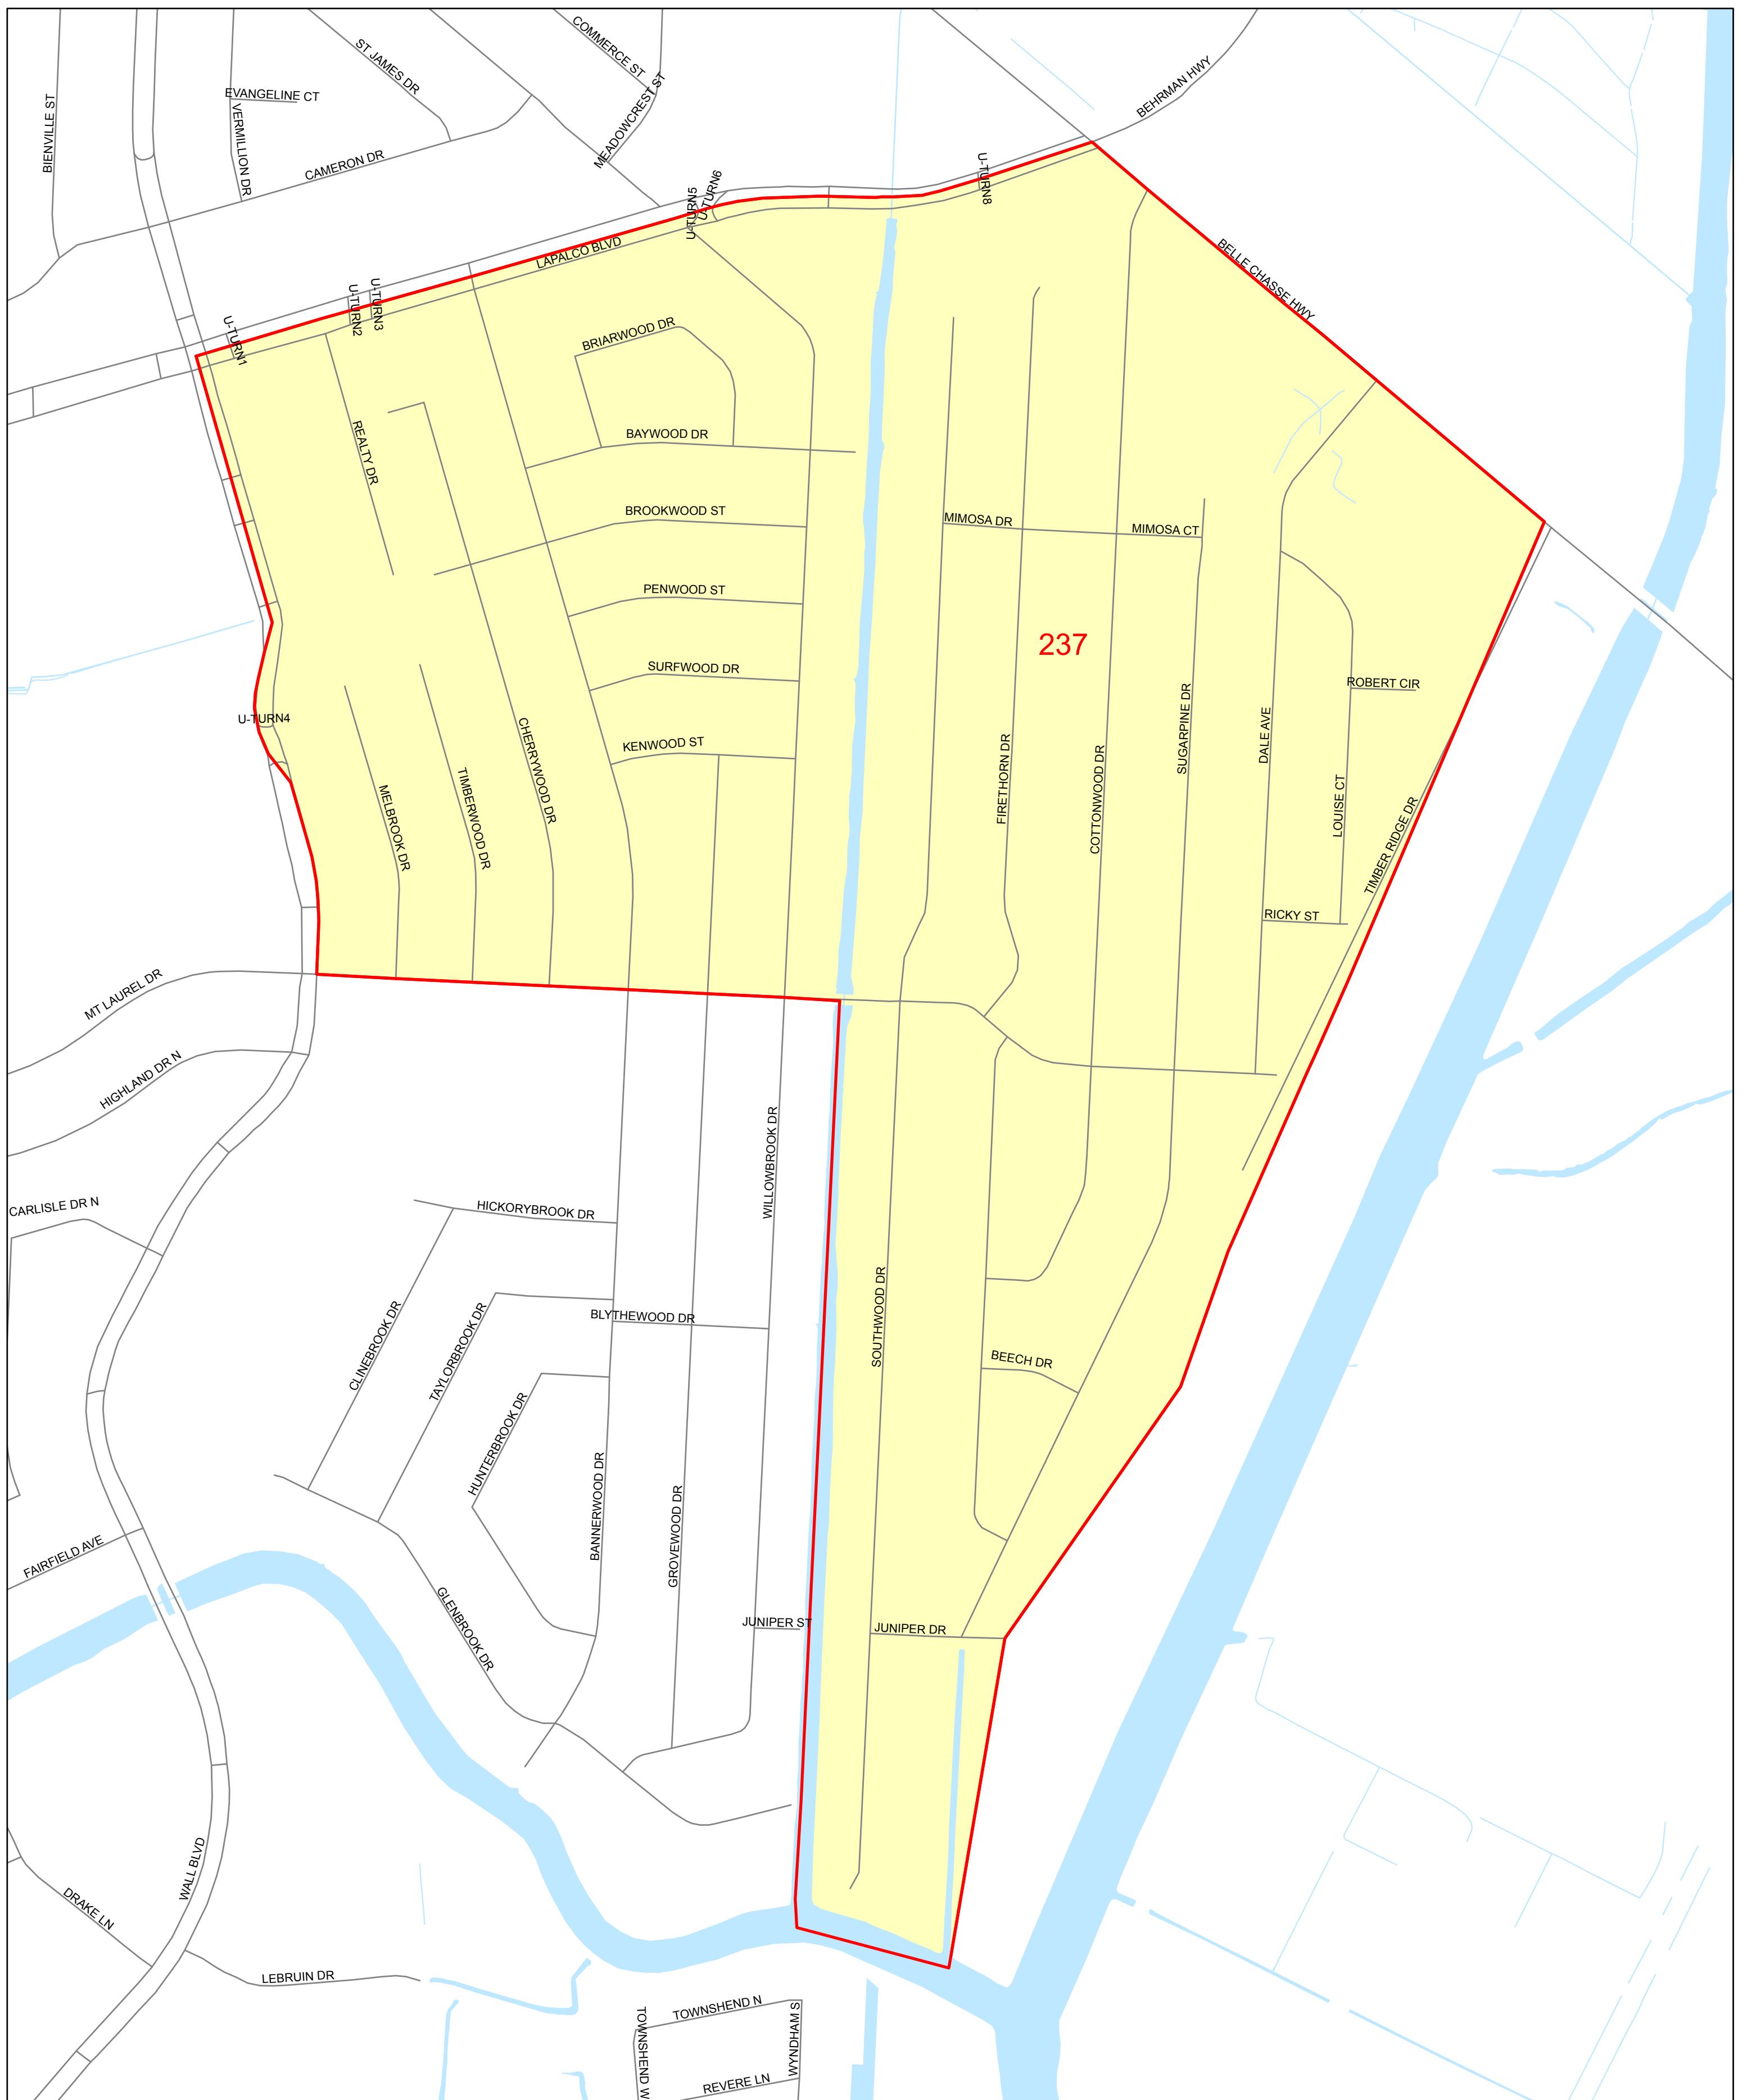 COMMERCE ST
ST JAMES DR
BEHRMAN HWY
EVANGELINE CT
BIENVILLE ST
VERMILLION DR
MEADOWCREST ST
CAMERON DR
U-TURN8
U-TURN6
U-TURN5
LAPALCO BLVD
BELLE CHASSE HWY
U-TURN3
U-TURN2
U-TURN1
BRIARWOOD DR
REALTY DR
BAYWOOD DR
BROOKWOOD ST
MIMOSA DR
MIMOSA CT
PENWOOD ST
237
SURFWOOD DR
ROBERT CIR
U-TURN4
KENWOOD ST
CHERRYWOOD DR
FIRETHORN DR
COTTONWOOD DR
SUGARPINE DR
DALE AVE
LOUISE CT
TIMBERWOOD DR
MELBROOK DR
TIMBER RIDGE DR
RICKY ST
MT LAUREL DR
HIGHLAND DR N
WILLOWBROOK DR
CARLISLE DR N
HICKORYBROOK DR
BLYTHEWOOD DR
CLINEBROOK DR
TAYLORBROOK DR
SOUTHWOOD DR
BEECH DR
HUNTERBROOK DR
BANNERWOOD DR
GROVEWOOD DR
FAIRFIELD AVE
GLENBROOK DR
JUNIPER ST
JUNIPER DR
WALL BLVD
DRAKE LN
LEBRUIN DR
TOWNSHEND N
TOWNSHEND W
WYNDHAM S
REVERE LN